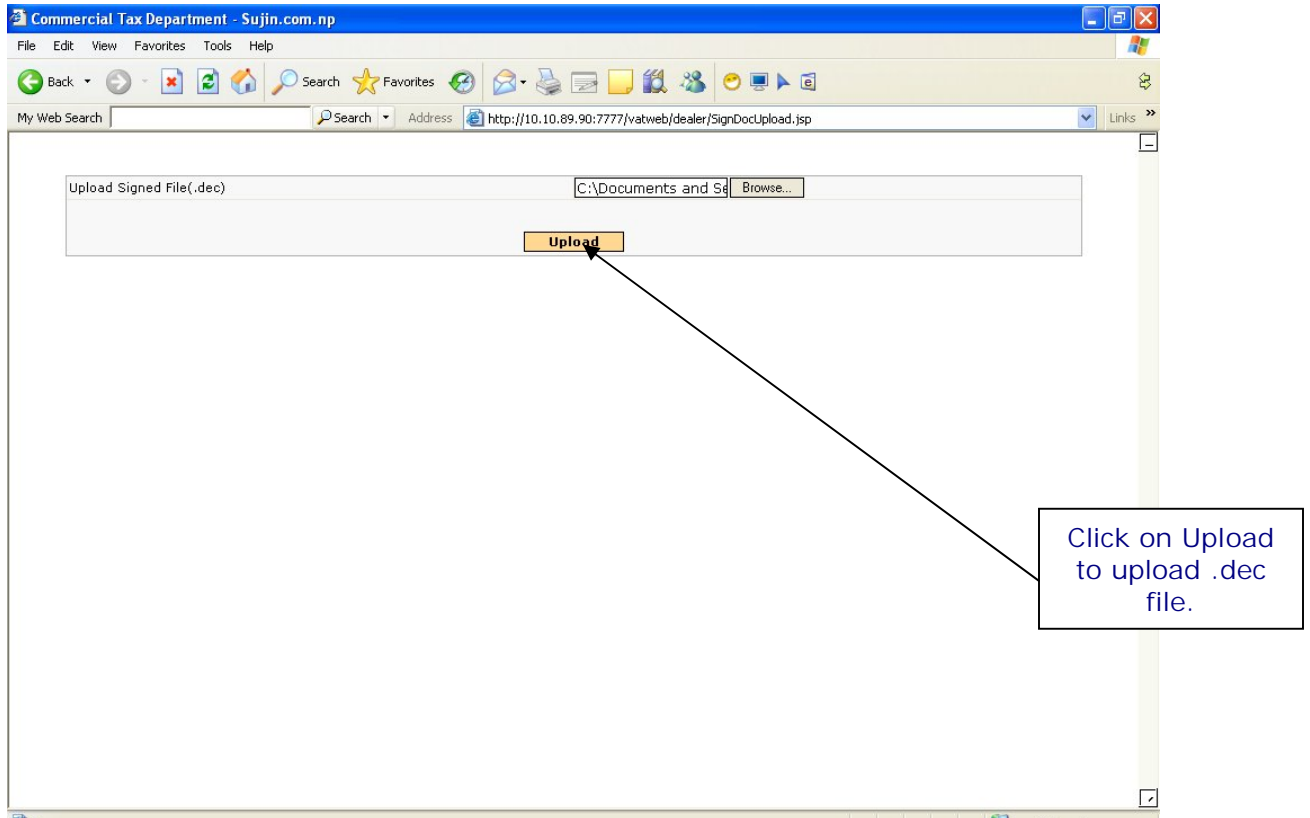 Commercial Tax Department - Sujin.com.np
File Edit View Favorites Tools Help
Back Search Favorites
My Web Search Search Address http://10.10.89.90:7777/vatweb/dealer/SignDocUpload.jsp Links »
Upload Signed File(.dec) C:\Documents and Se Browse...
Upload
Click on Upload
to upload .dec
file.